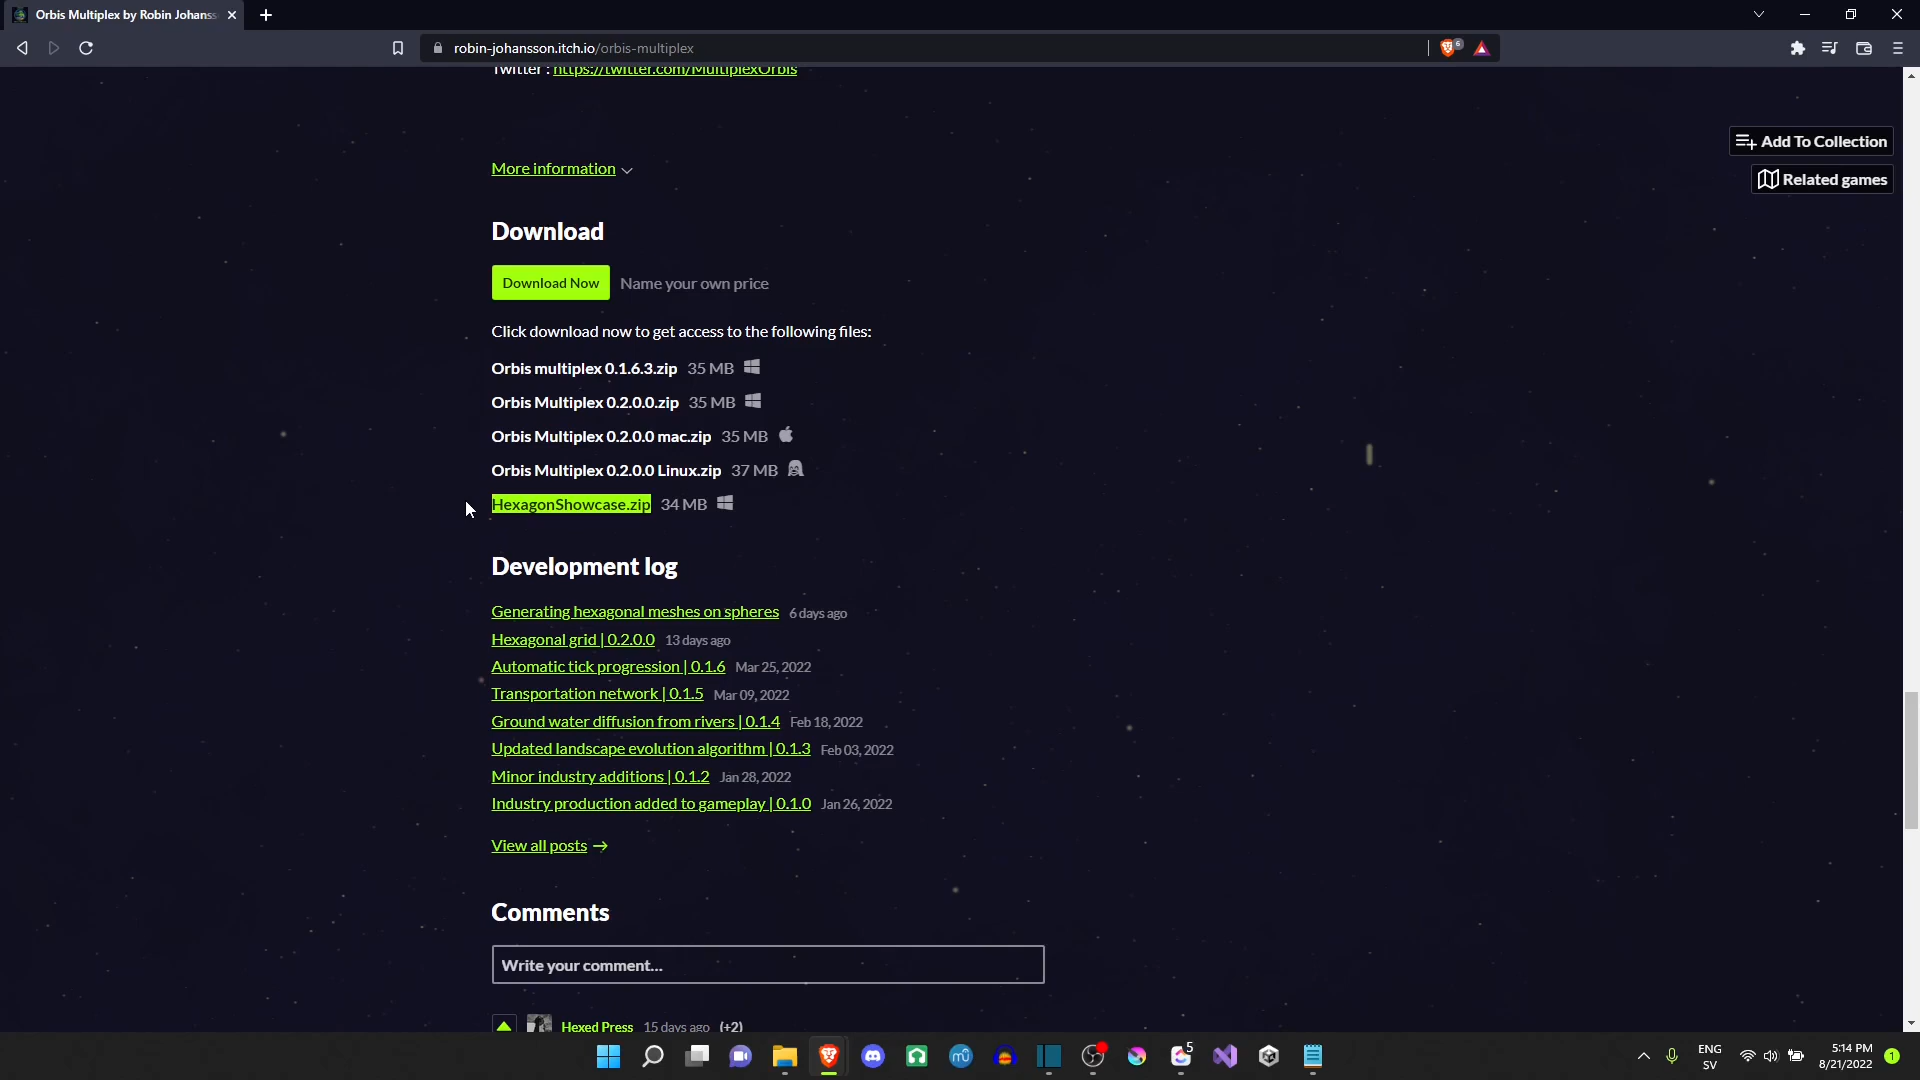 Orbis Multiplex by Robin Johanss
robin-johansson.itch.io/orbis-multiplex
6
Twitter : https://twitter.com/MultiplexOrbis
Add To Collection
Related games
More information
Download
Download Now Name your own price
Click download now to get access to the following files:
Orbis multiplex 0.1.6.3.zip 35 MB
Orbis Multiplex 0.2.0.0.zip 35 MB
Orbis Multiplex 0.2.0.0 mac.zip 35 MB
Orbis Multiplex 0.2.0.0 Linux.zip 37 MB
HexagonShowcase.zip 34 MB
Development log
Generating hexagonal meshes on spheres 6 days ago
Hexagonal grid | 0.2.0.0 13 days ago
Automatic tick progression | 0.1.6 Mar 25, 2022
Transportation network | 0.1.5 Mar 09, 2022
Ground water diffusion from rivers | 0.1.4 Feb 18, 2022
Updated landscape evolution algorithm | 0.1.3 Feb 03, 2022
Minor industry additions | 0.1.2 Jan 28, 2022
Industry production added to gameplay | 0.1.0 Jan 26, 2022
View all posts →
Comments
Write your comment...
Hexed Press 15 days ago (+2)
5
ENG
SV
5:14 PM
8/21/2022
1